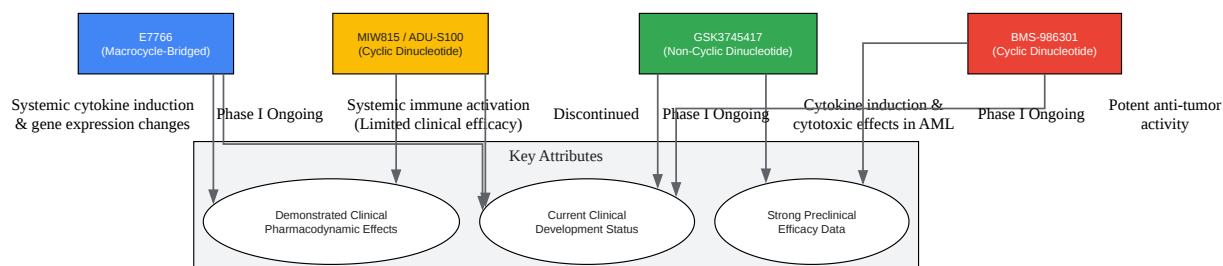 E7766
(Macrocycle-Bridged)
MIW815 / ADU-S100
(Cyclic Dinucleotide)
GSK3745417
(Non-Cyclic Dinucleotide)
BMS-986301
(Cyclic Dinucleotide)
Systemic cytokine induction
& gene expression changes
Phase I Ongoing
Systemic immune activation
(Limited clinical efficacy)
Discontinued
Phase I Ongoing
Cytokine induction &
cytotoxic effects in AML
Phase I Ongoing
Potent anti-tumor
activity
Key Attributes
Demonstrated Clinical
Pharmacodynamic Effects
Current Clinical
Development Status
Strong Preclinical
Efficacy Data